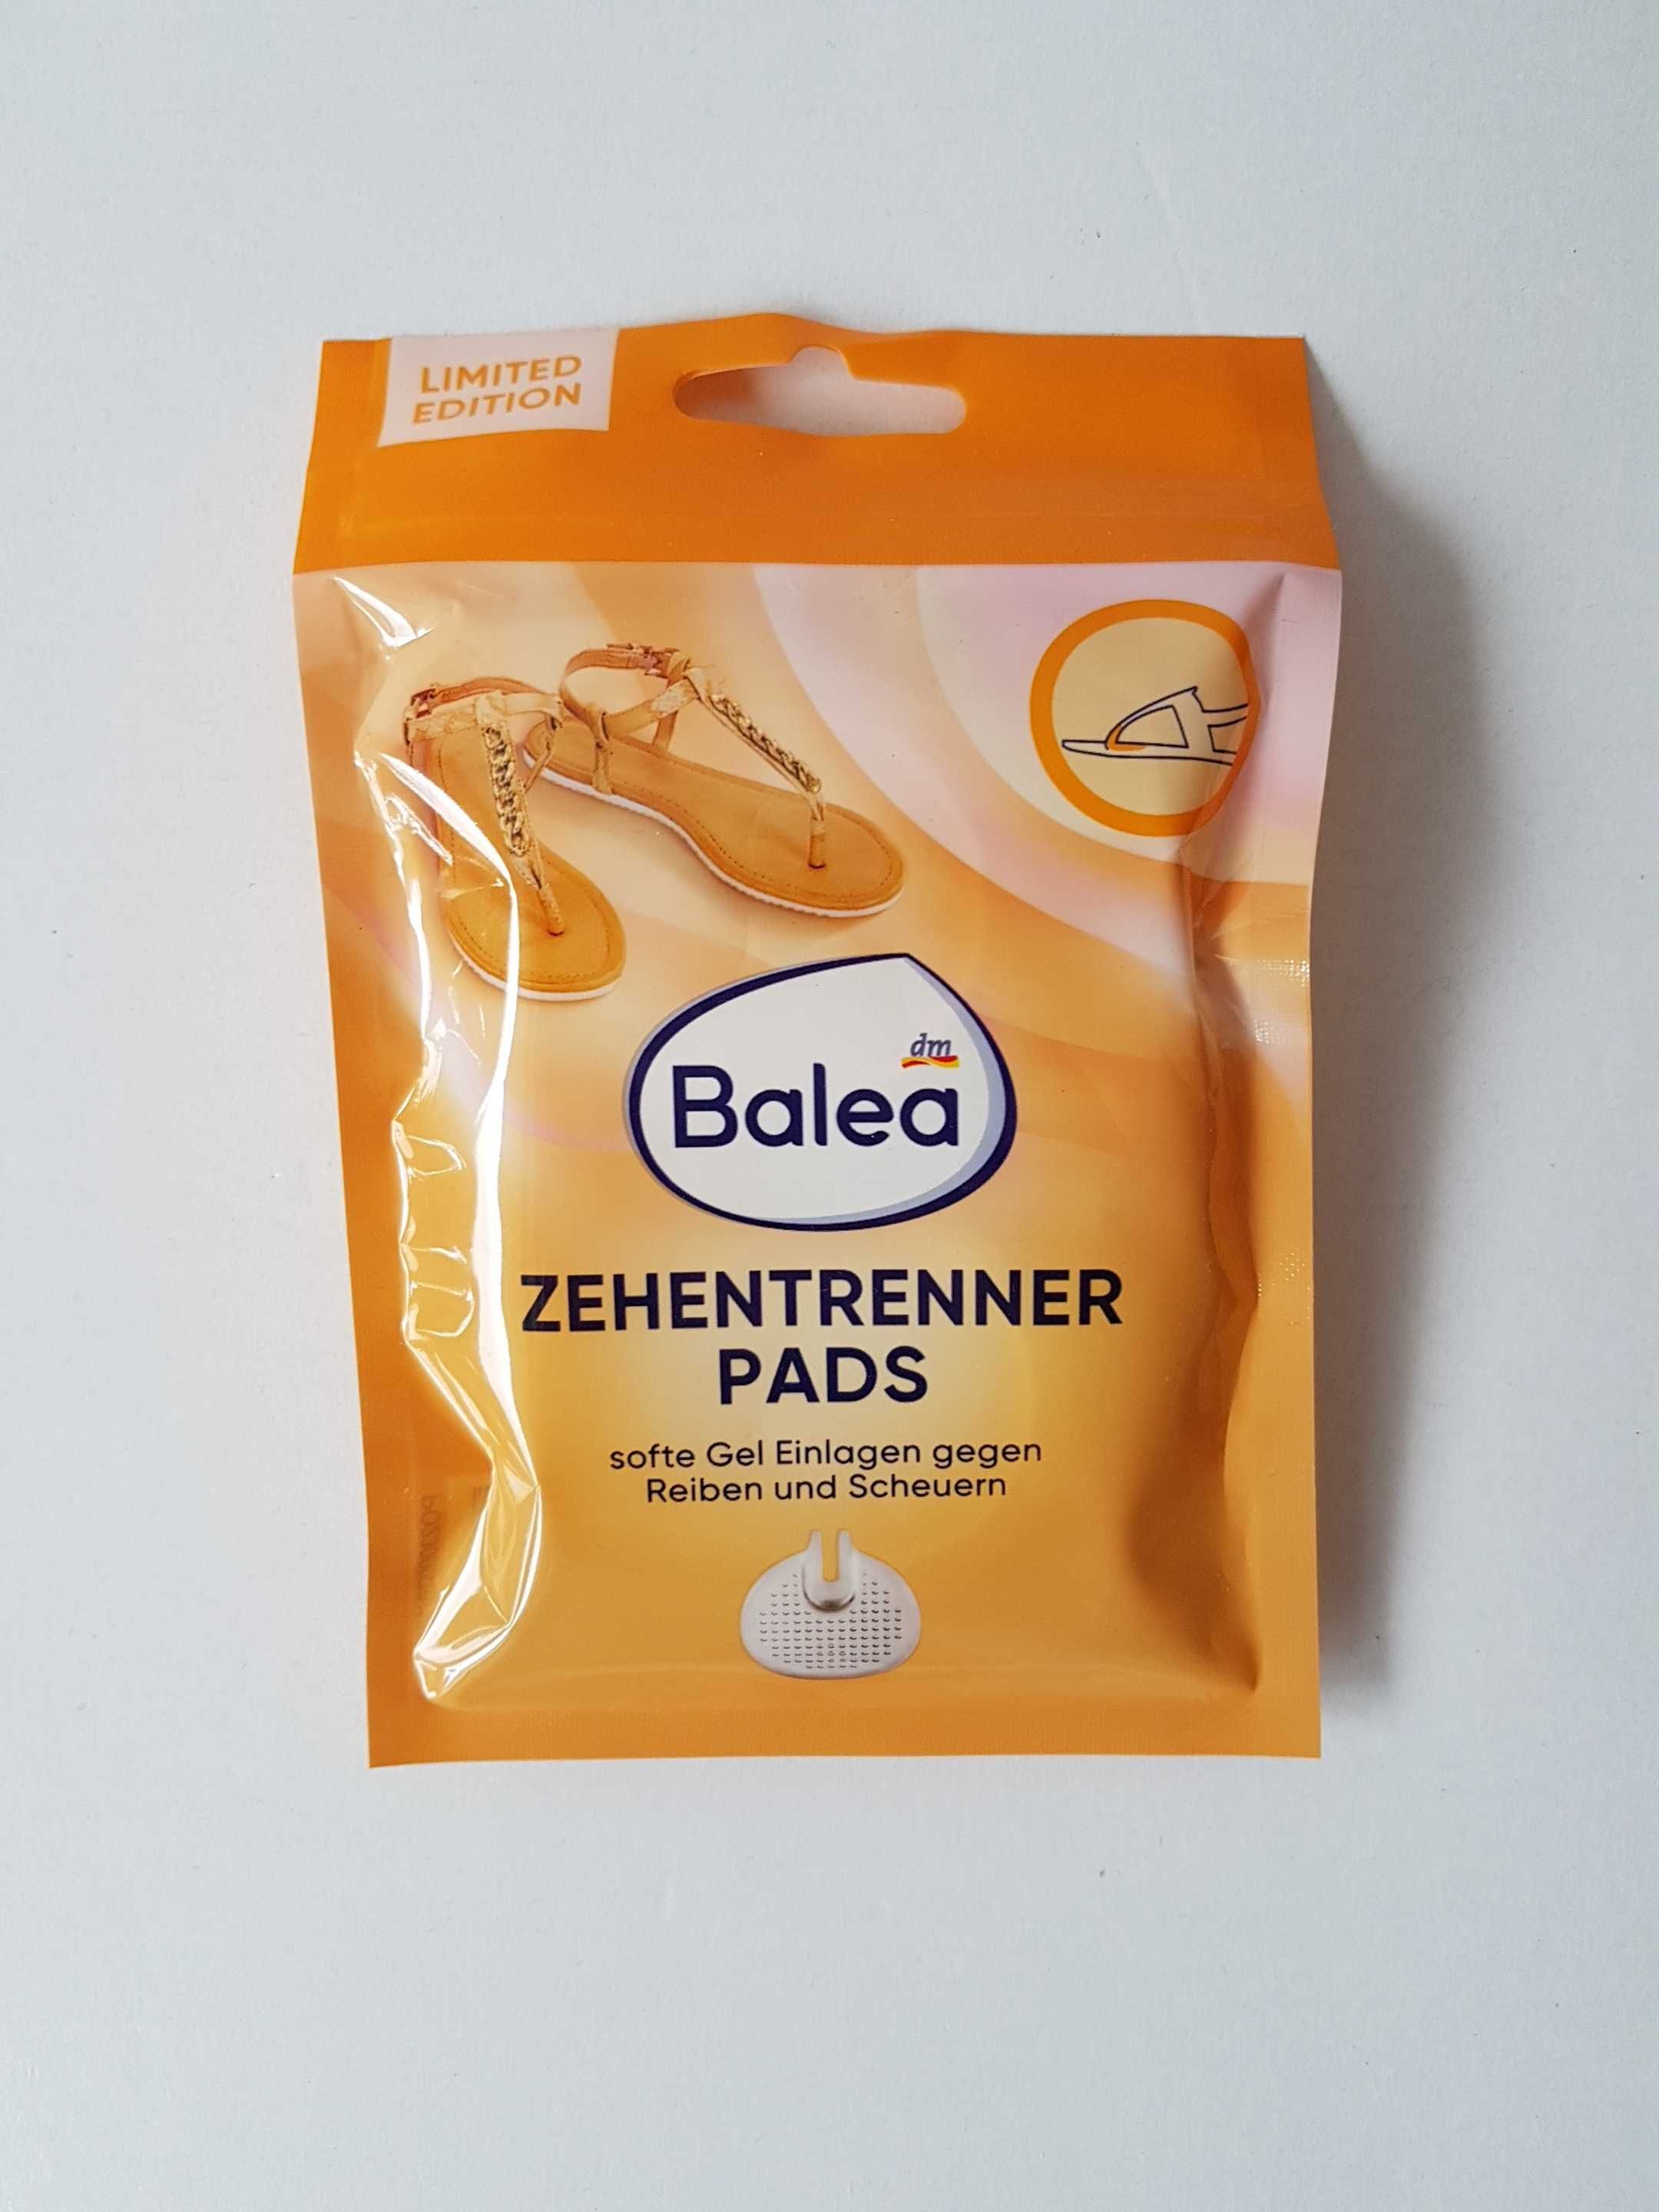 LIMITED
EDITION
dm
Balea
ZEHENTRENNER
PADS
softe Gel Einlagen gegen
Reiben und Scheuern